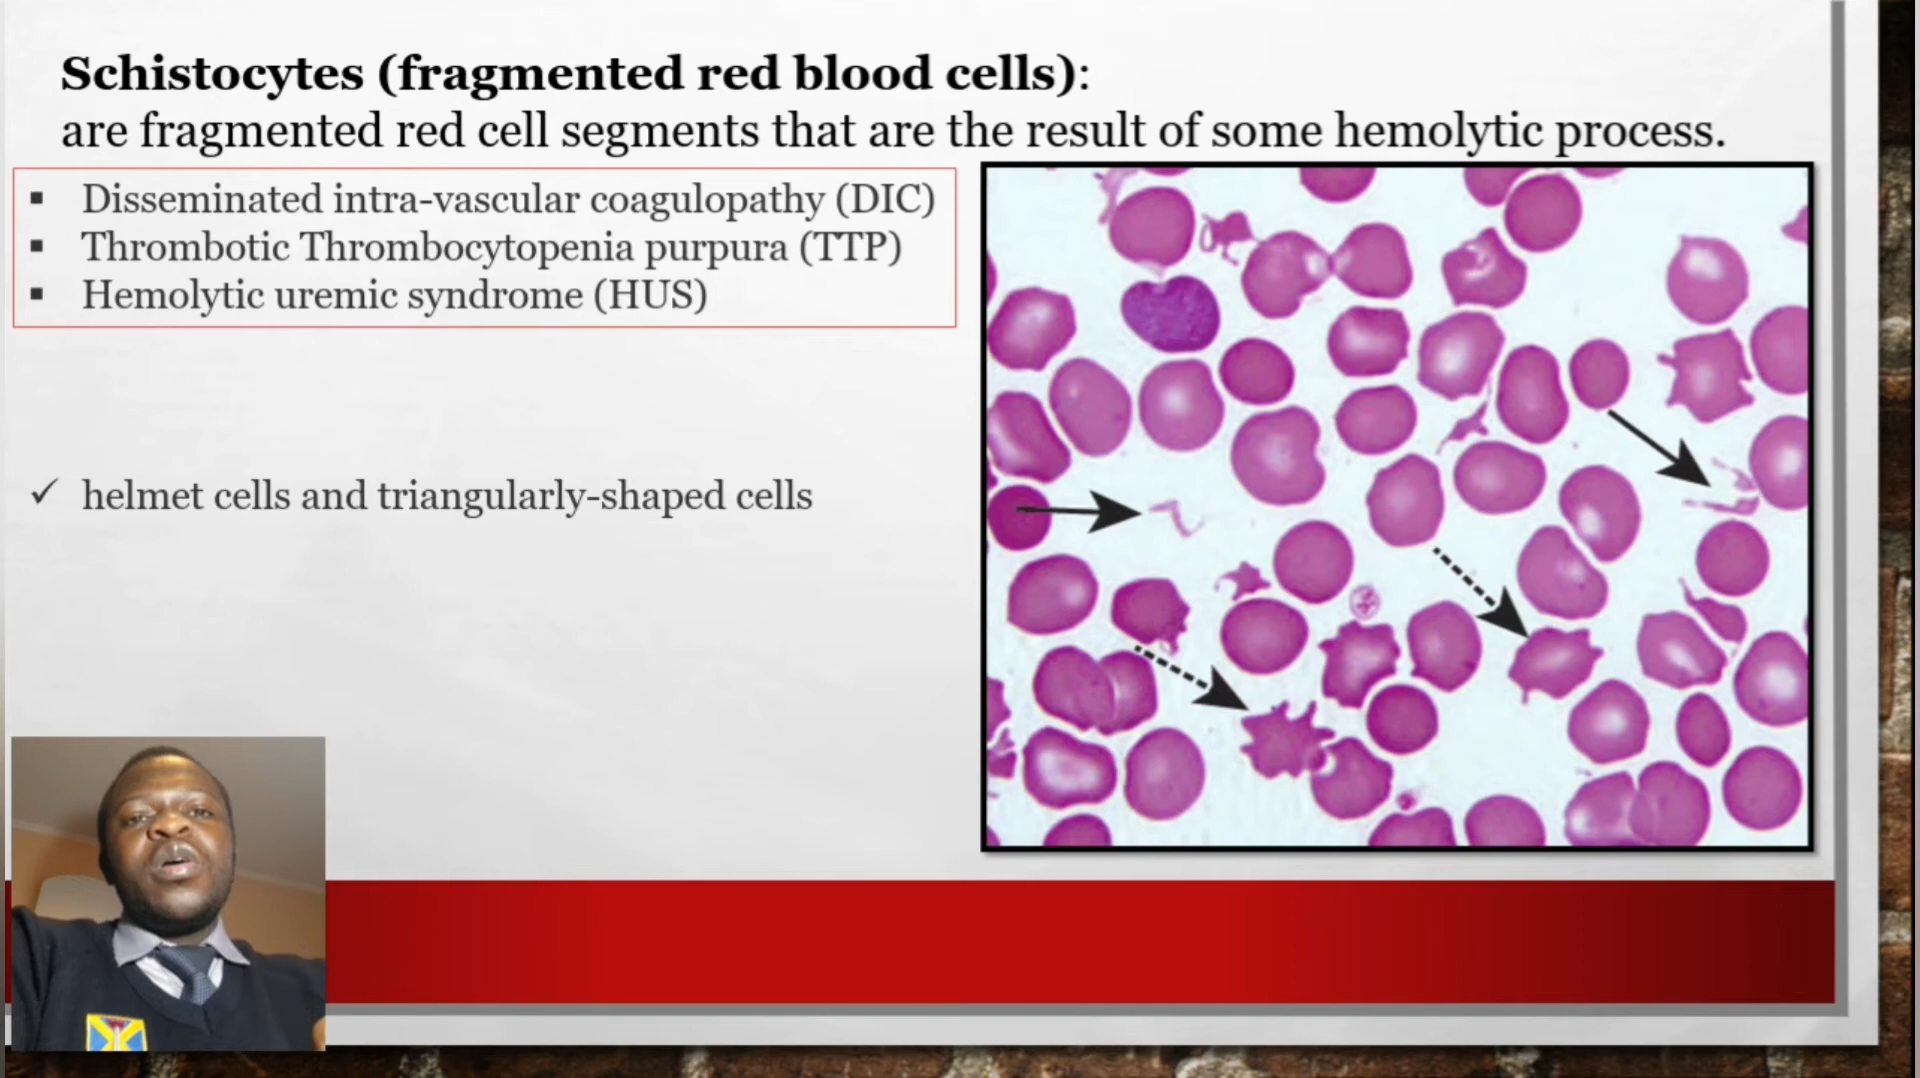 Schistocytes (fragmented red blood cells):
are fragmented red cell segments that are the result of some hemolytic process.
▪ Disseminated intra-vascular coagulopathy (DIC)
▪ Thrombotic Thrombocytopenia purpura (TTP)
▪ Hemolytic uremic syndrome (HUS)
✓ helmet cells and triangularly-shaped cells